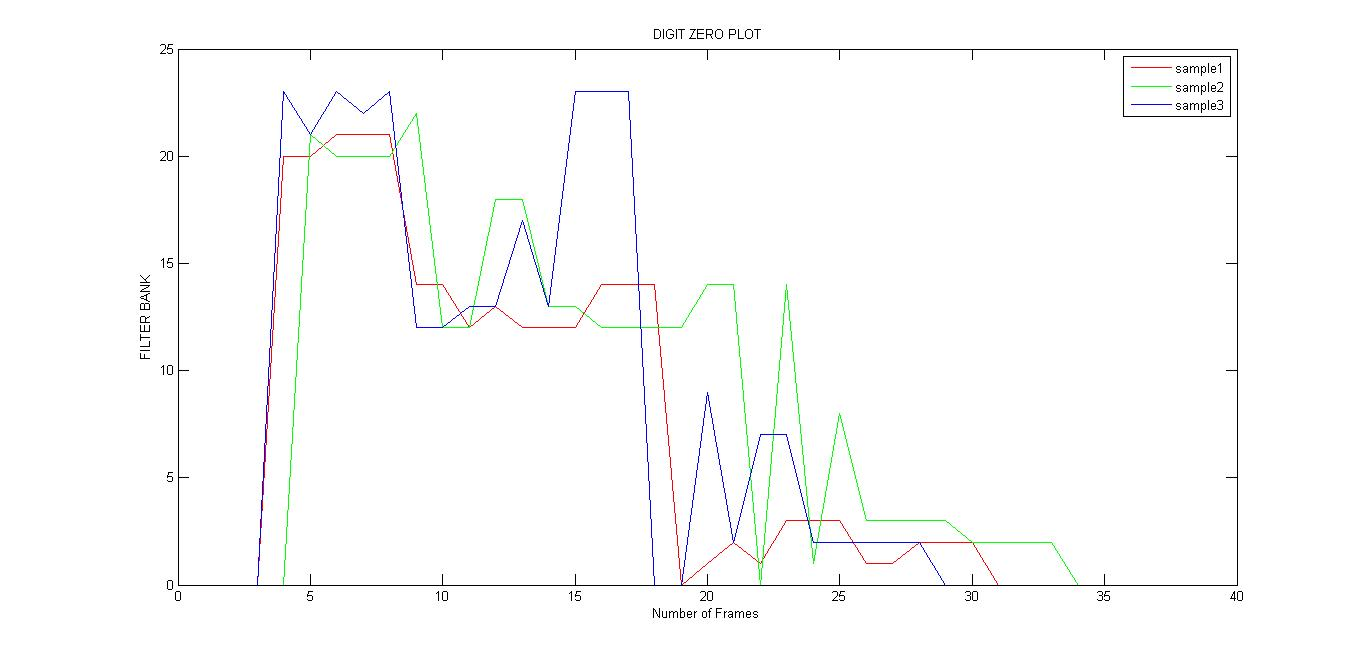 DIGIT ZERO PLOT
25
20
15
10
5
0
FILTER BANK
sample1
sample2
sample3
0 5 10 15 20 25 30 35 40
Number of Frames